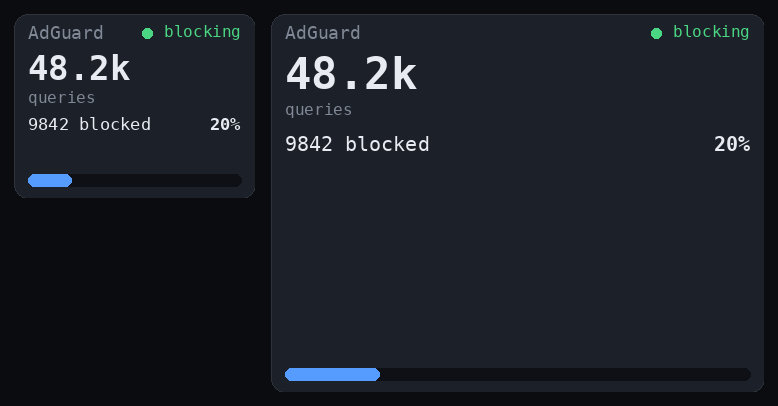 AdGuard ● blocking
48.2k
queries
9842 blocked 20%
AdGuard ● blocking
48.2k
queries
9842 blocked 20%